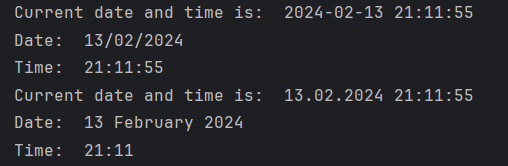 Current date and time is:  2024-02-13 21:11:55
Date:  13/02/2024
Time:  21:11:55
Current date and time is:  13.02.2024 21:11:55
Date:  13 February 2024
Time:  21:11